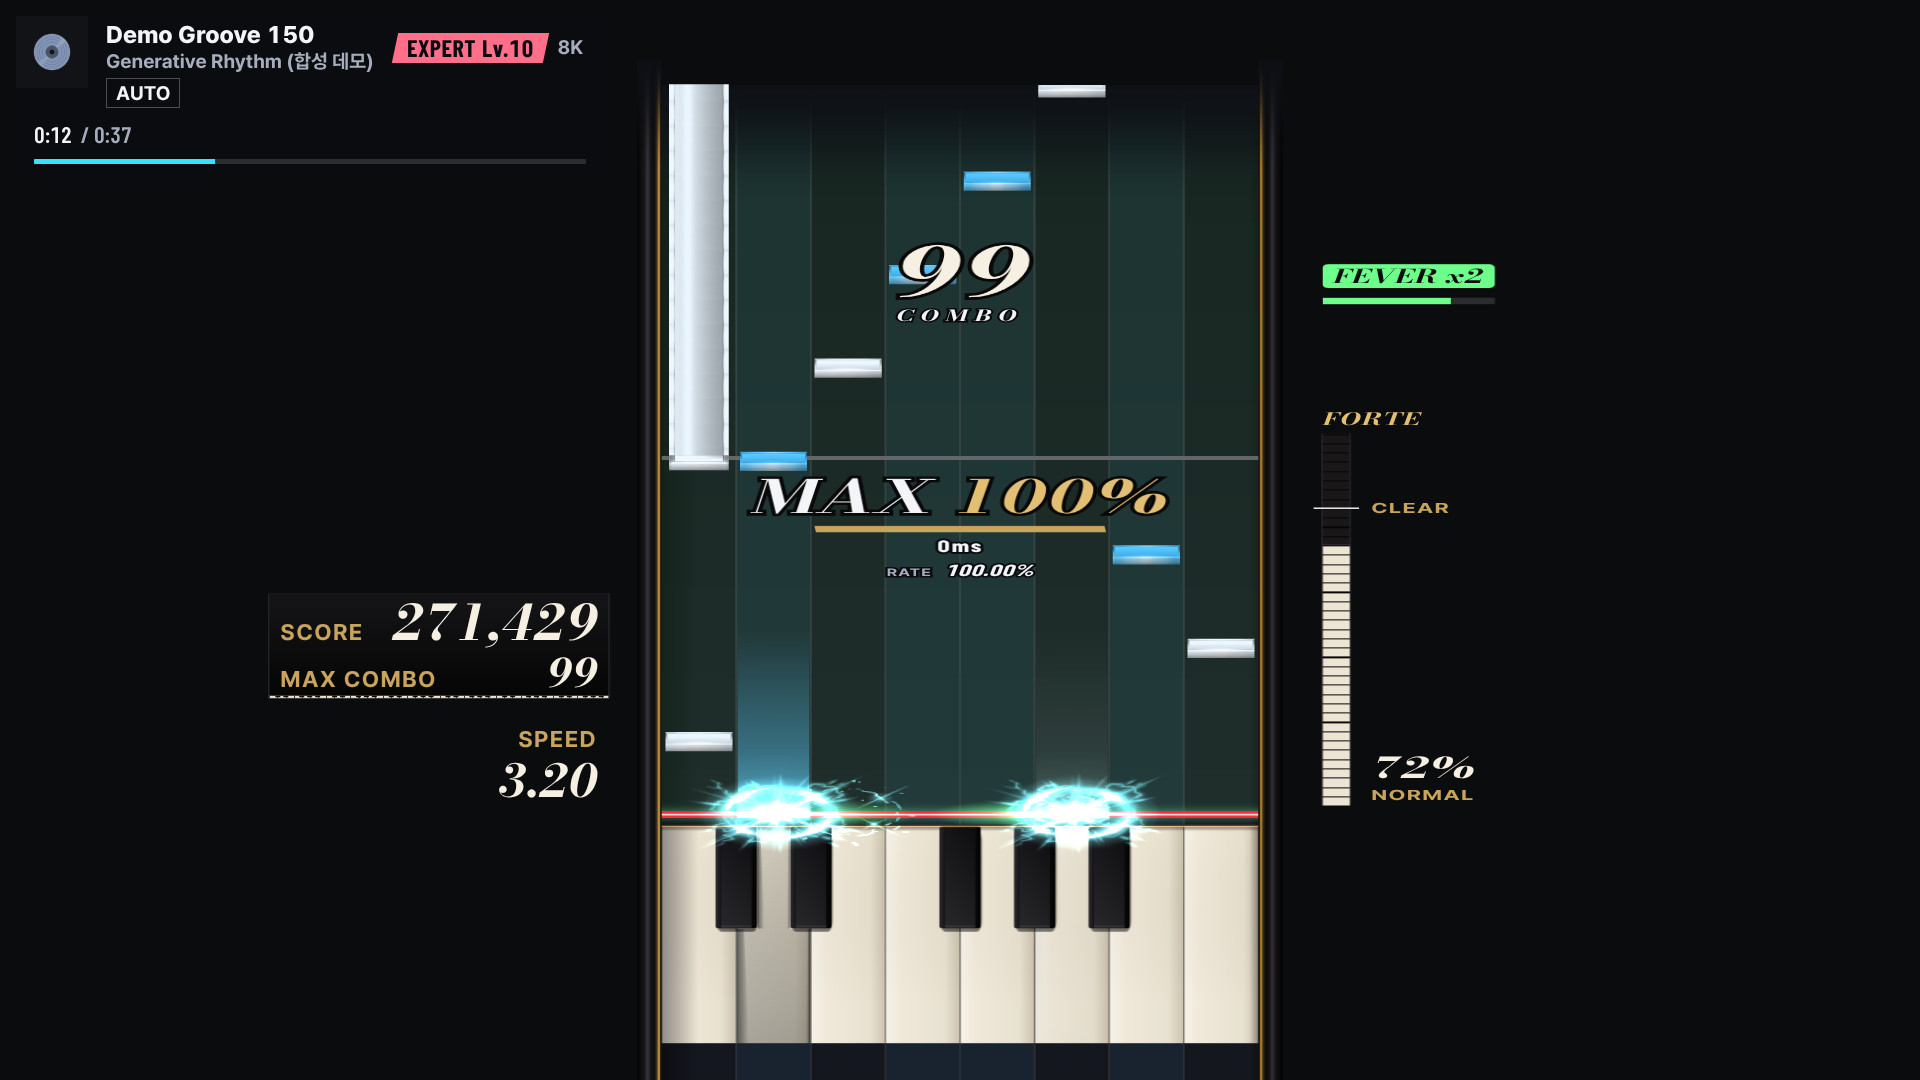 Demo Groove 150
Generative Rhythm (합성 데모)
EXPERT Lv.10 8K
AUTO
0:12 / 0:37
99
COMBO
MAX 100%
0ms
RATE 100.00%
SCORE 271,429
MAX COMBO 99
SPEED
3.20
FEVER x2
FORTE
CLEAR
72%
NORMAL